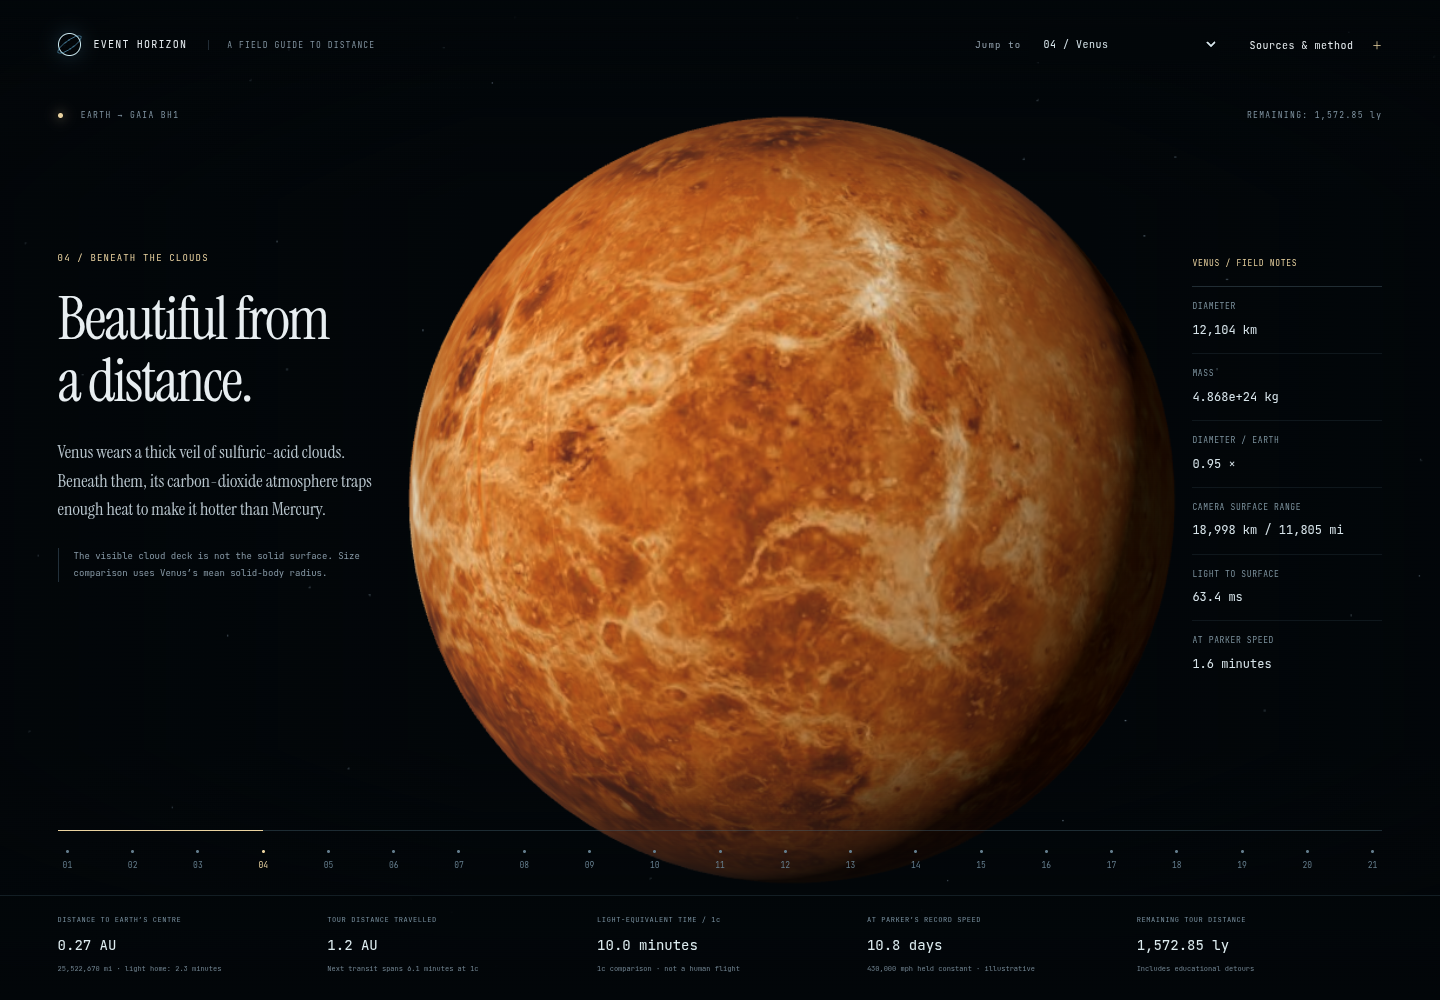 EVENT HORIZON
A FIELD GUIDE TO DISTANCE
Jump to
04 / Venus
Sources & method +
EARTH → GAIA BH1
REMAINING: 1,572.85 ly
04 / BENEATH THE CLOUDS
Beautiful from
a distance.
Venus wears a thick veil of sulfuric-acid clouds.
Beneath them, its carbon-dioxide atmosphere traps
enough heat to make it hotter than Mercury.
The visible cloud deck is not the solid surface. Size
comparison uses Venus’s mean solid-body radius.
VENUS / FIELD NOTES
DIAMETER
12,104 km
MASS
4.868e+24 kg
DIAMETER / EARTH
0.95 ×
CAMERA SURFACE RANGE
18,998 km / 11,805 mi
LIGHT TO SURFACE
63.4 ms
AT PARKER SPEED
1.6 minutes
01 02 03 04 05 06 07 08 09 10 11 12 13 14 15 16 17 18 19 20 21
DISTANCE TO EARTH’S CENTRE
0.27 AU
25,522,670 mi · light home: 2.3 minutes
TOUR DISTANCE TRAVELLED
1.2 AU
Next transit spans 6.1 minutes at 1c
LIGHT-EQUIVALENT TIME / 1c
10.0 minutes
1c comparison · not a human flight
AT PARKER’S RECORD SPEED
10.8 days
430,000 mph held constant · illustrative
REMAINING TOUR DISTANCE
1,572.85 ly
Includes educational detours